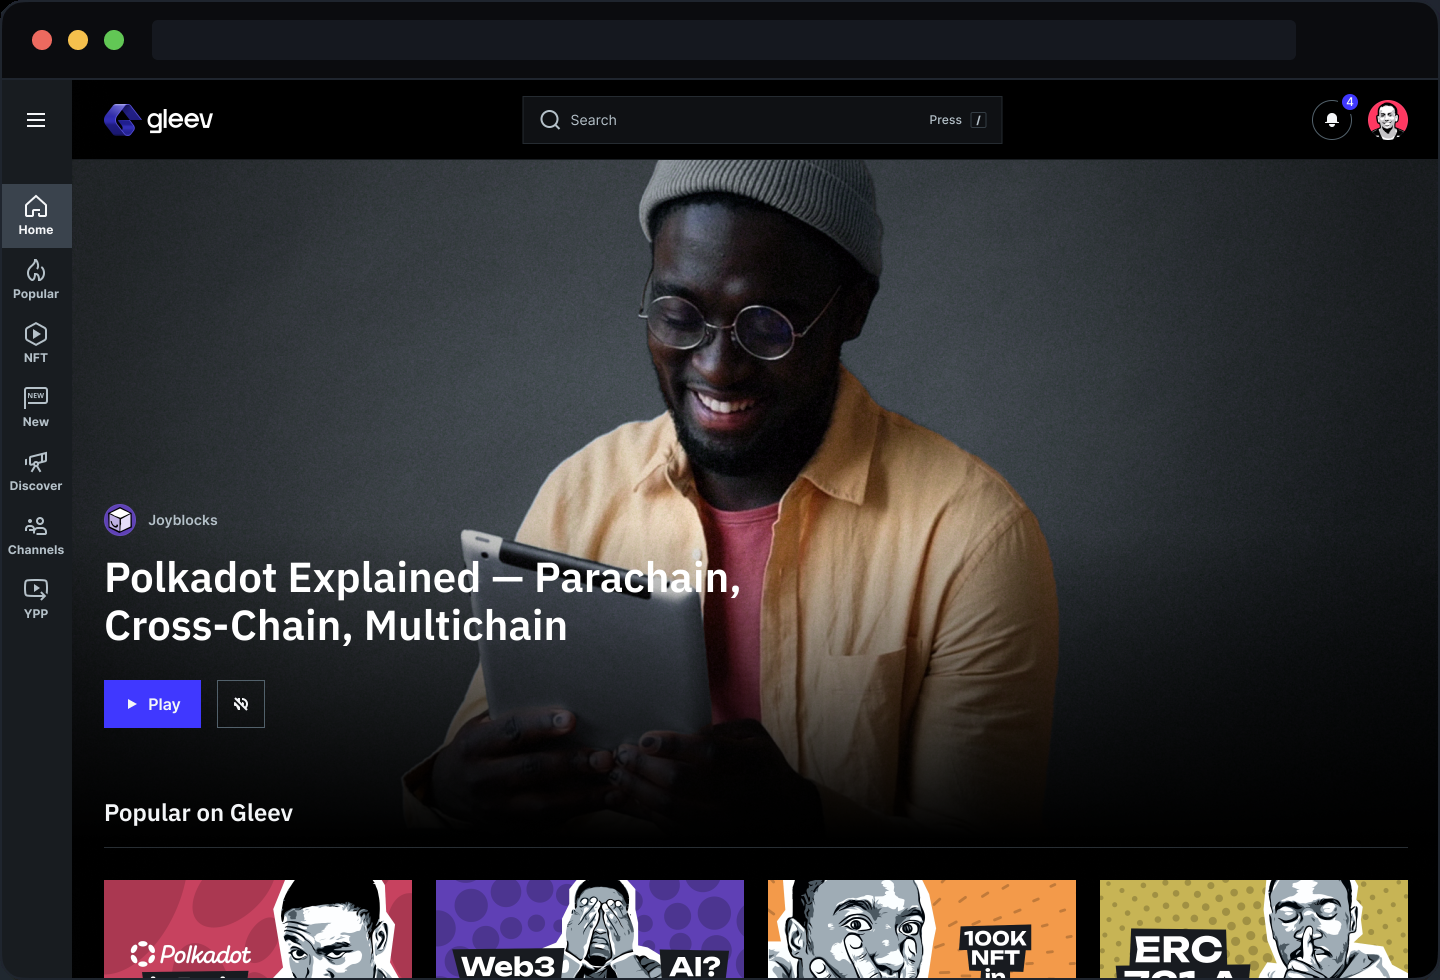 gleev
Search
Press /
4
Home
Popular
NFT
NEW
New
Discover
Channels
YPP
Joyblocks
Polkadot Explained — Parachain,
Cross-Chain, Multichain
Play
Popular on Gleev
Polkadot
Web3
AI?
100K
NFT
in
ERC